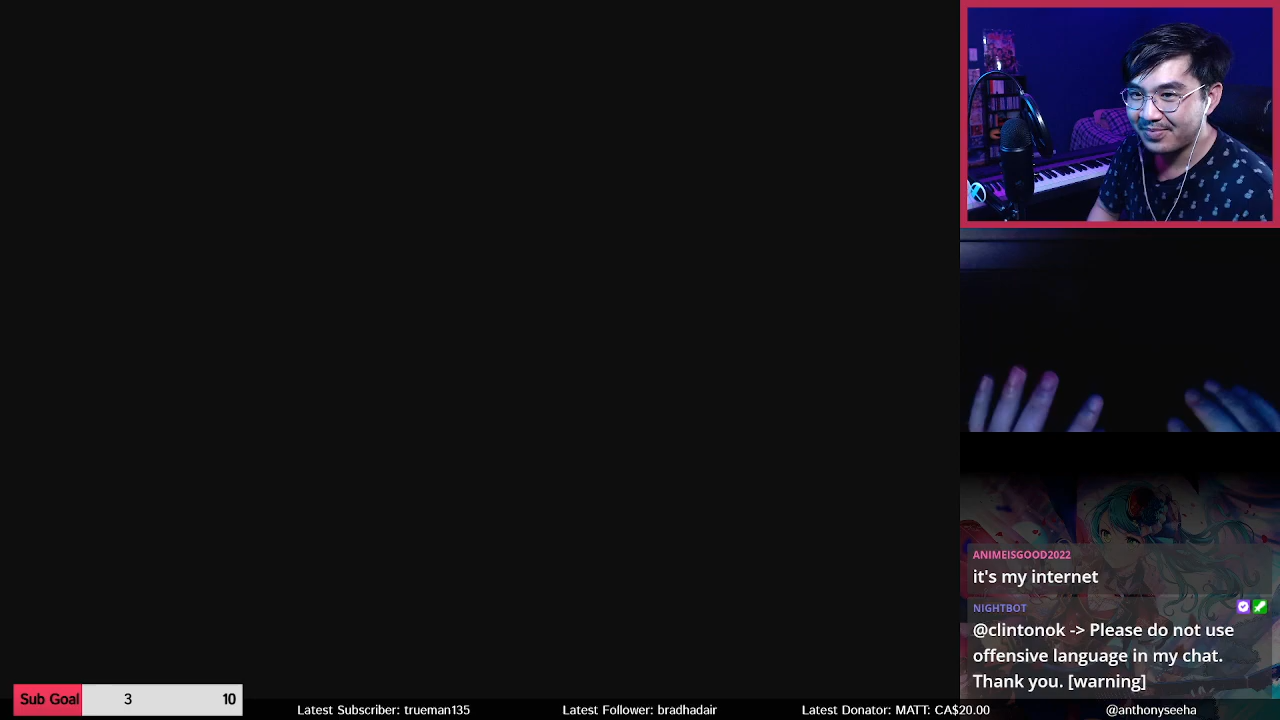 ANIMEISGOOD2022
it's my internet
NIGHTBOT
@clintonok -> Please do not use
offensive language in my chat.
Thank you. [warning]
Sub Goal 3 10
Latest Subscriber: trueman135 Latest Follower: bradhadair Latest Donator: MATT: CA$20.00 @anthonyseeha